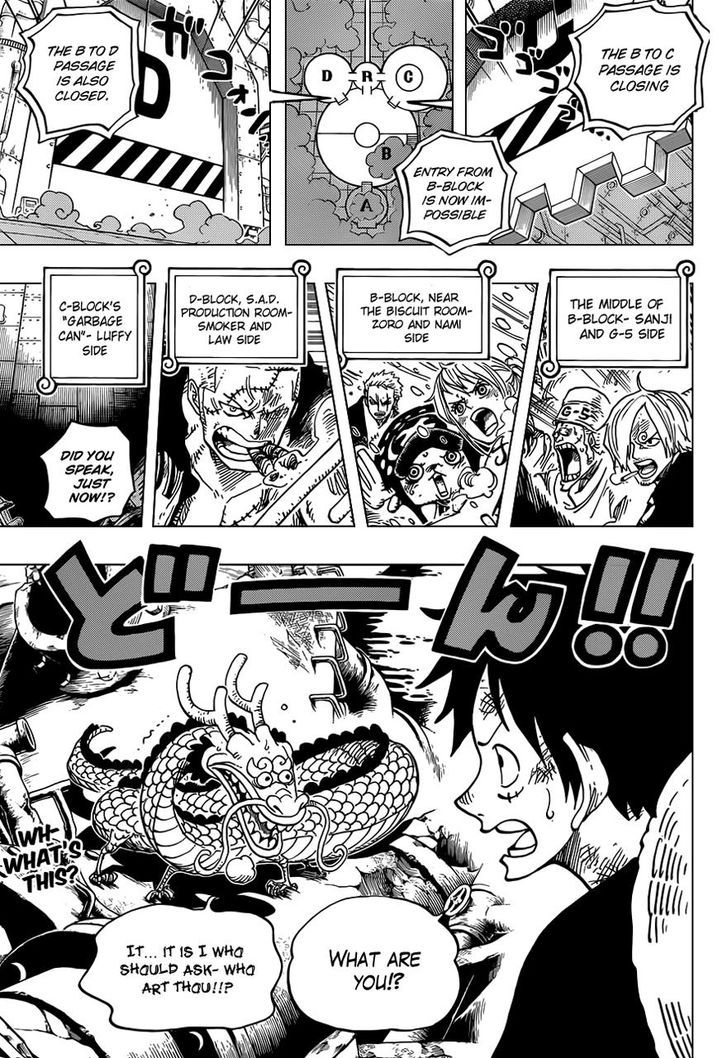 THE B TO C
PASSAGE IS
CLOSING
ゴゴゴ
D
R
C
B
A
ENTRY FROM
B-BLOCK
IS NOW IM-
POSSIBLE
THE B TO D
PASSAGE
IS ALSO
CLOSED.
D
THE MIDDLE OF
B-BLOCK- SANJI
AND G-5 SIDE
G-5
B-BLOCK, NEAR
THE BISCUIT ROOM-
ZORO AND NAMI
SIDE
D-BLOCK, S.A.D.
PRODUCTION ROOM-
SMOKER AND
LAW SIDE
C-BLOCK'S
"GARBAGE
CAN"- LUFFY
SIDE
DID YOU
SPEAK,
JUST
NOW!?
どーん!!
WHAT ARE
YOU!?
IT... IT IS I WHO
SHOULD ASK- WHO
ART THOU!!?
WH-
WHAT'S
THIS?